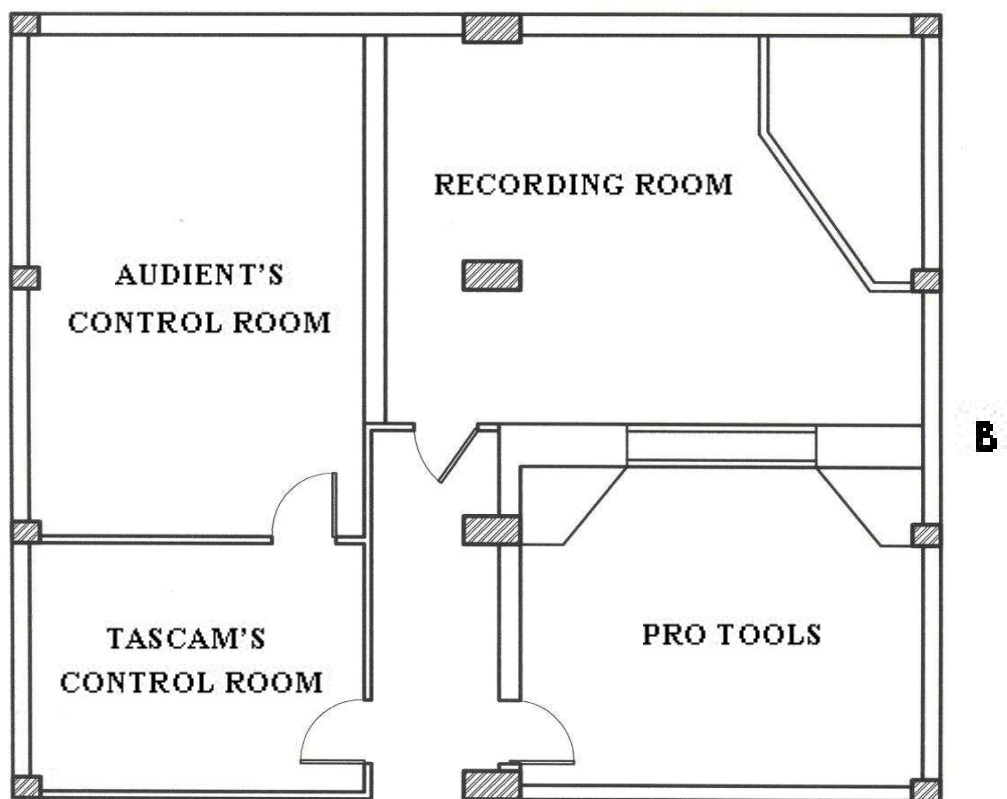 RECORDING ROOM
AUDIENT'S
CONTROL ROOM
B
TASCAM'S
CONTROL ROOM
PRO TOOLS